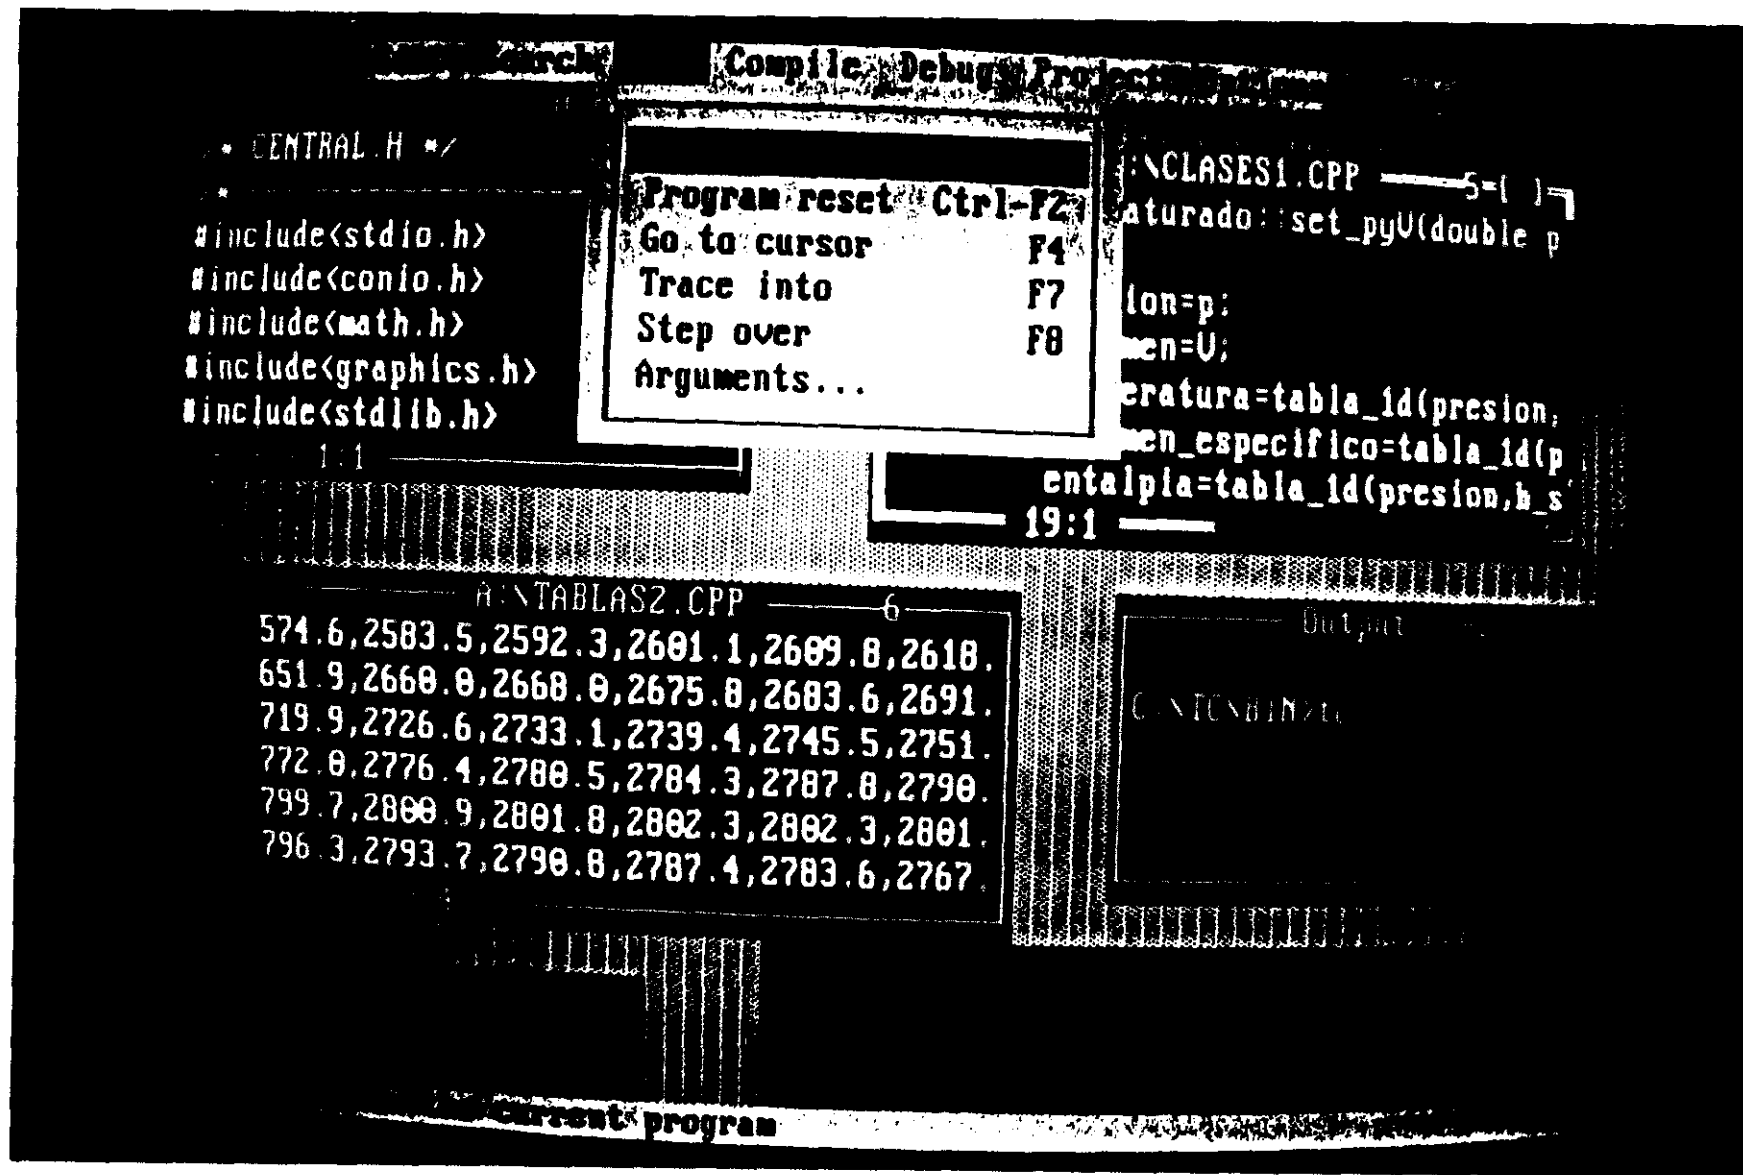 Search Compile Debug Project
* CENTRAL.H */
*
#include<stdio.h>
#include<conio.h>
#include<math.h>
#include<graphics.h>
#include<stdlib.h>
1:1
Program reset Ctrl-F2
Go to cursor F4
Trace into F7
Step over F8
Arguments...
:\CLASES1.CPP 5=[ ]
aturado::set_pyV(double p
ion=p;
men=V;
eratura=tabla_1d(presion,
men_especifico=tabla_1d(p
entalpia=tabla_1d(presion,h_s
19:1
A:\TABLAS2.CPP 6
574.6,2583.5,2592.3,2601.1,2609.8,2618.
651.9,2660.0,2668.0,2675.8,2683.6,2691.
719.9,2726.6,2733.1,2739.4,2745.5,2751.
772.0,2776.4,2780.5,2784.3,2787.8,2790.
799.7,2800.9,2801.8,2802.3,2802.3,2801.
796.3,2793.7,2790.8,2787.4,2783.6,2767.
Output
C:\TC\BIN>tc
current program